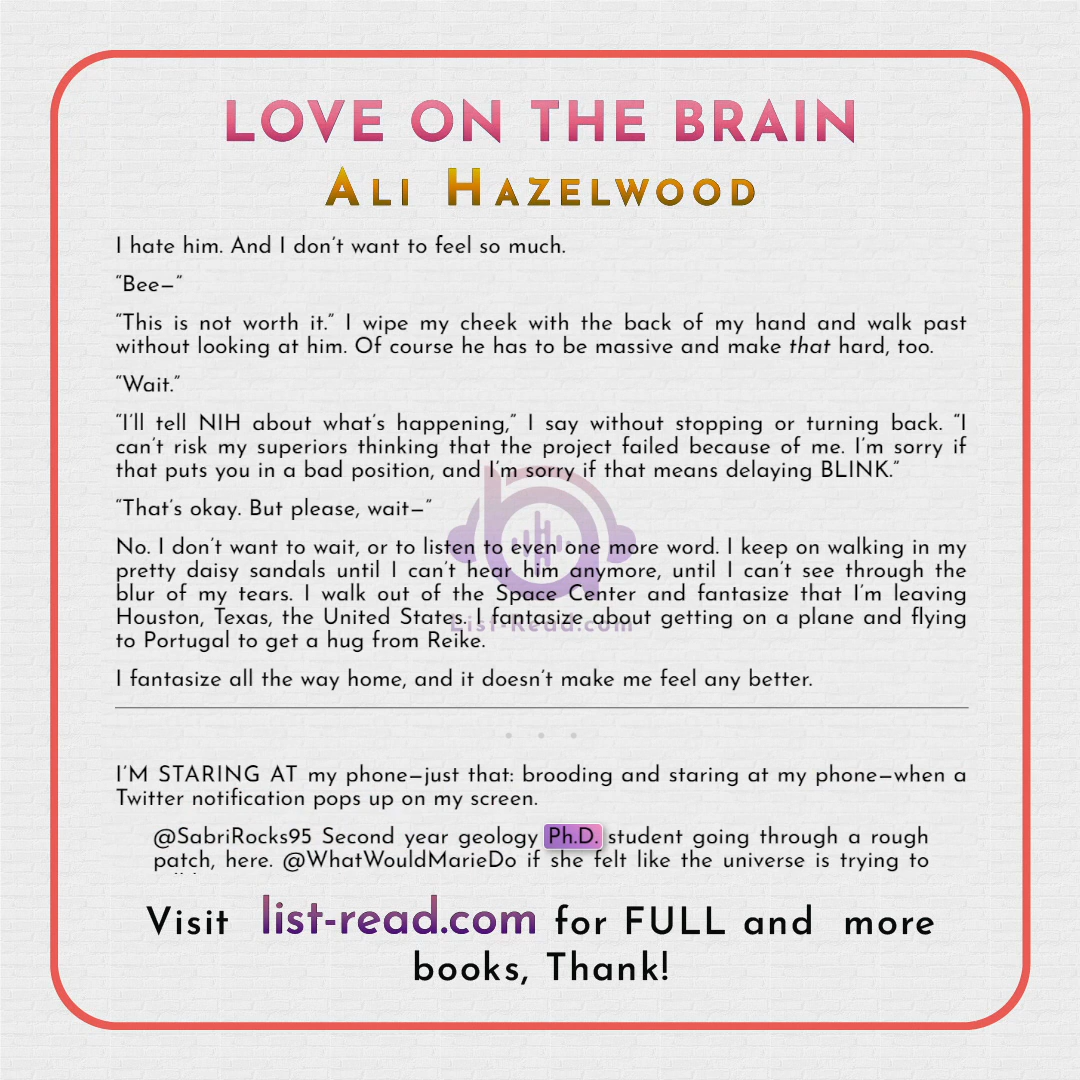 LOVE ON THE BRAIN
ALI HAZELWOOD
I hate him. And I don't want to feel so much.
“Bee—”
“This is not worth it.” I wipe my cheek with the back of my hand and walk past
without looking at him. Of course he has to be massive and make that hard, too.
“Wait.”
“I'll tell NIH about what's happening,” I say without stopping or turning back. “I
can't risk my superiors thinking that the project failed because of me. I'm sorry if
that puts you in a bad position, and I'm sorry if that means delaying BLINK.”
“That's okay. But please, wait—”
No. I don't want to wait, or to listen to even one more word. I keep on walking in my
pretty daisy sandals until I can't hear him anymore, until I can't see through the
blur of my tears. I walk out of the Space Center and fantasize that I'm leaving
Houston, Texas, the United States. I fantasize about getting on a plane and flying
List-Read.com
to Portugal to get a hug from Reike.
I fantasize all the way home, and it doesn't make me feel any better.
• • •
I'M STARING AT my phone—just that: brooding and staring at my phone—when a
Twitter notification pops up on my screen.
@SabriRocks95 Second year geology Ph.D. student going through a rough
patch, here. @WhatWouldMarieDo if she felt like the universe is trying to
Visit list-read.com for FULL and more
books, Thank!